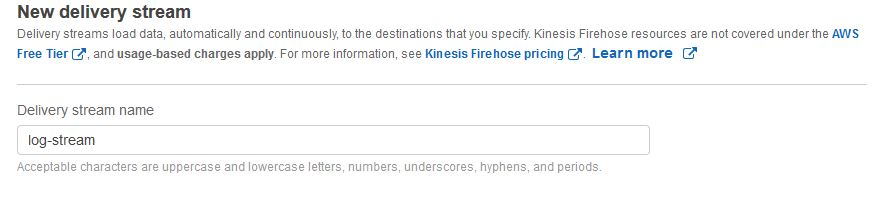 New delivery stream
Delivery streams load data, automatically and continuously, to the destinations that you specify. Kinesis Firehose resources are not covered under the AWS
Free Tier, and usage-based charges apply. For more information, see Kinesis Firehose pricing. Learn more
Delivery stream name
log-stream
Acceptable characters are uppercase and lowercase letters, numbers, underscores, hyphens, and periods.